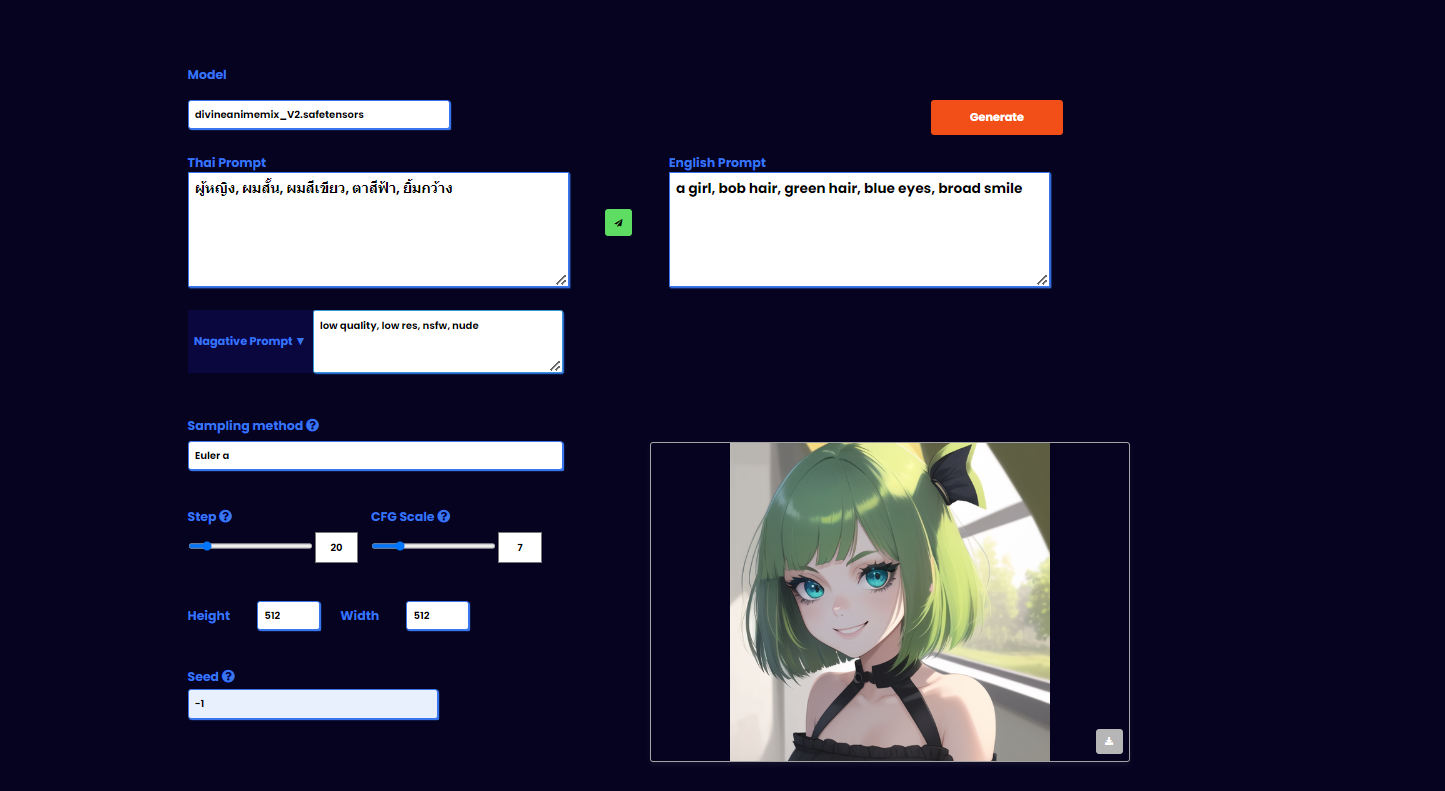 Model
divineanimemix_V2.safetensors
Generate
Thai Prompt
ผู้หญิง, ผมสั้น, ผมสีเขียว, ตาสีฟ้า, ยิ้มกว้าง
English Prompt
a girl, bob hair, green hair, blue eyes, broad smile
Nagative Prompt ▼
low quality, low res, nsfw, nude
Sampling method ?
Euler a
Step ?
20
CFG Scale ?
7
Height
512
Width
512
Seed ?
-1